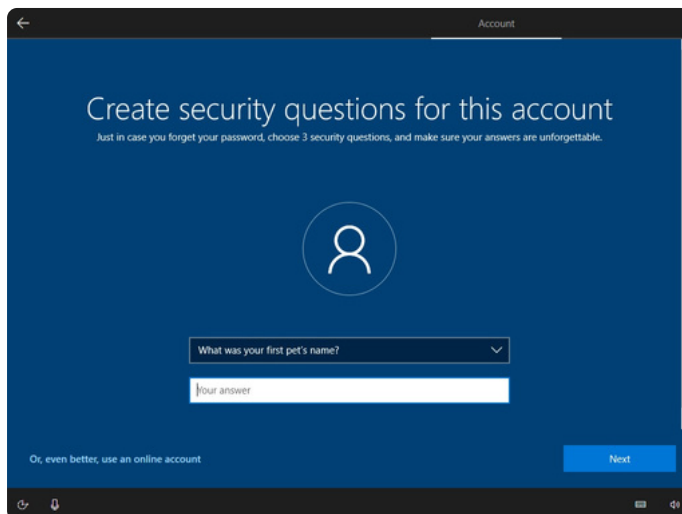 Account
Create security questions for this account
Just in case you forget your password, choose 3 security questions, and make sure your answers are unforgettable.
What was your first pet's name?
Your answer
Or, even better, use an online account
Next